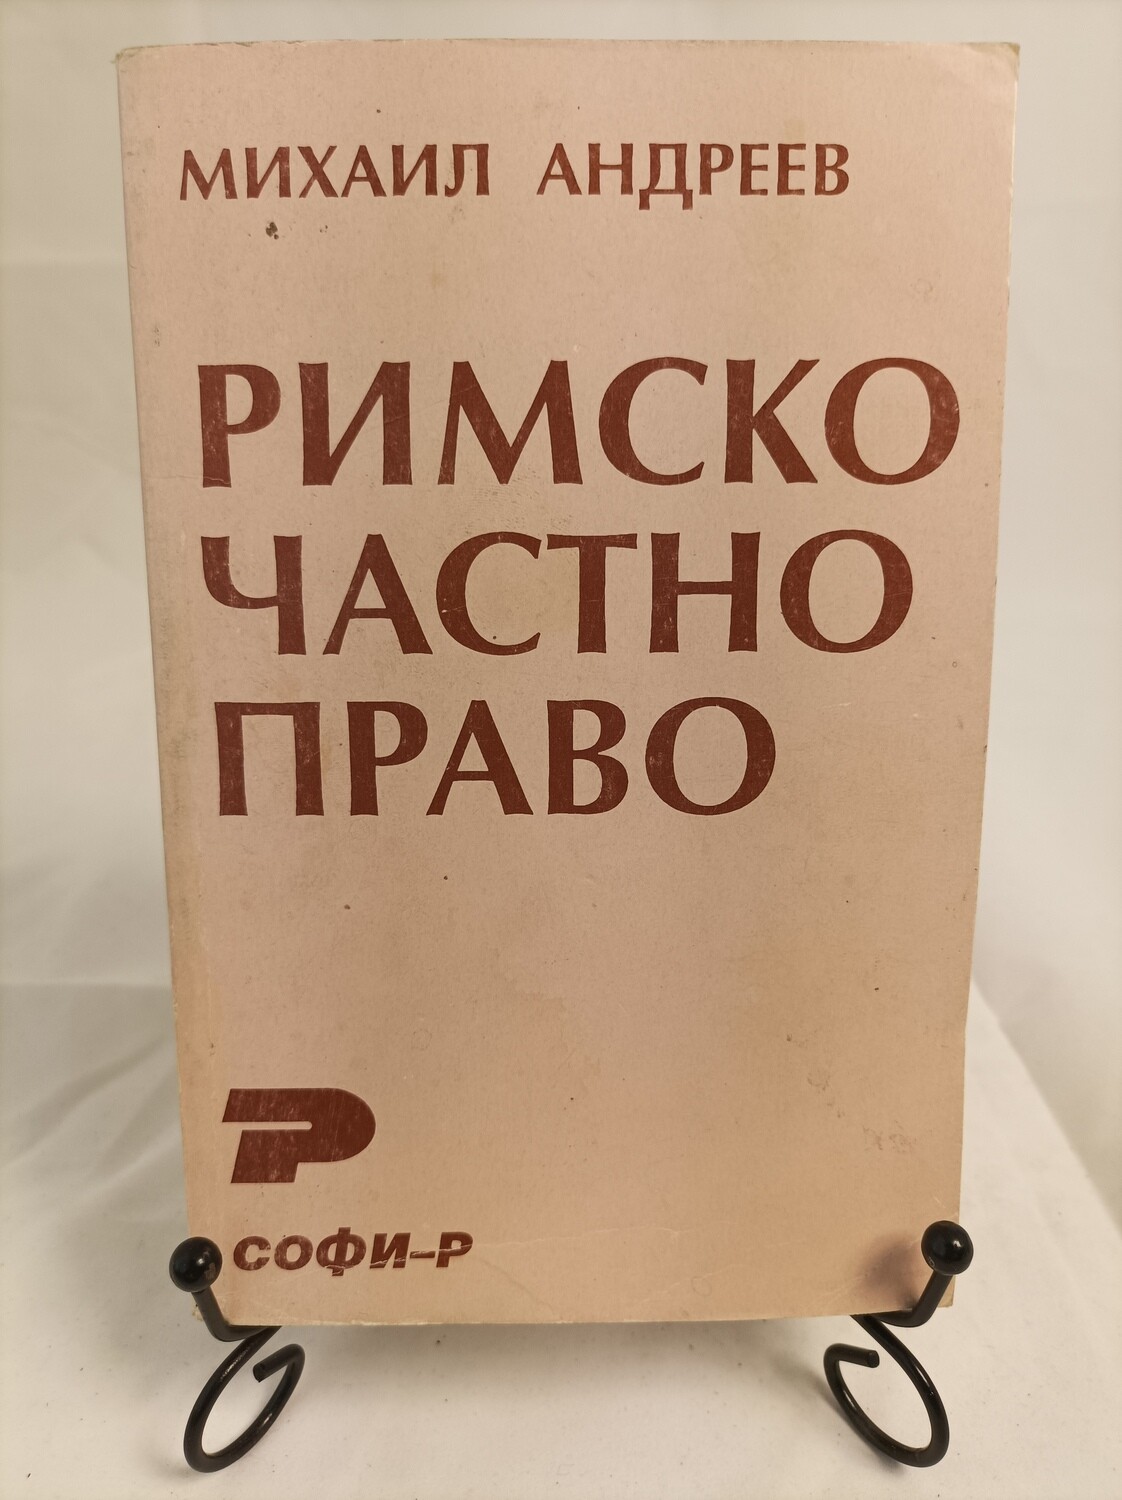 МИХАИЛ АНДРЕЕВ
РИМСКО
ЧАСТНО
ПРАВО
Р
СОФИ-Р